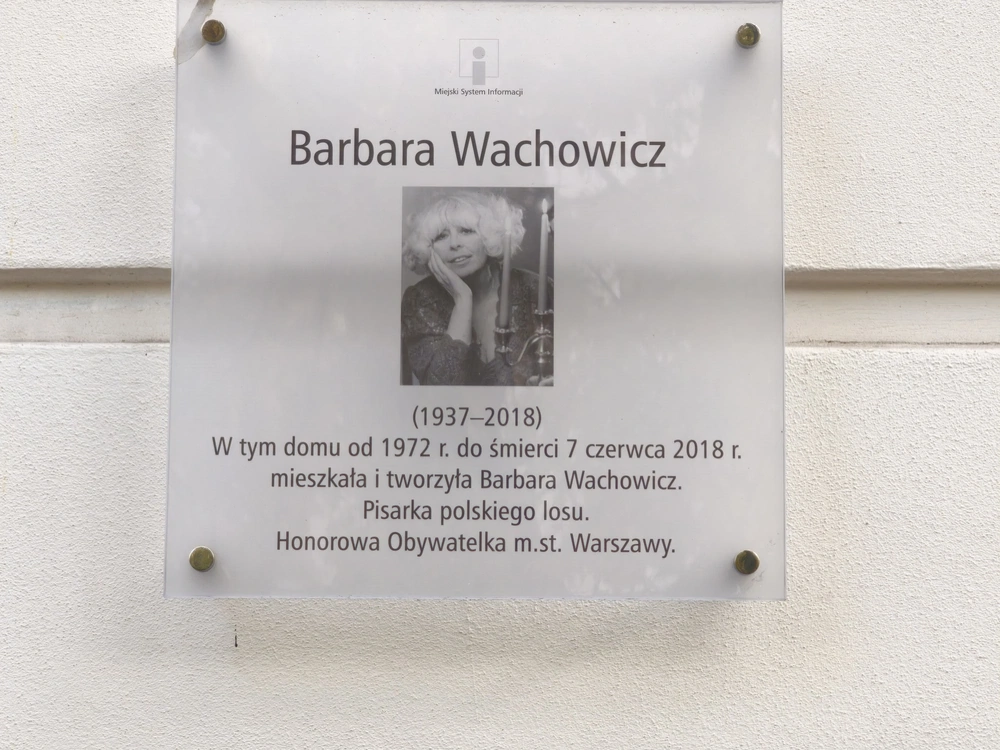 Miejski System Informacji
Barbara Wachowicz
(1937–2018)
W tym domu od 1972 r. do śmierci 7 czerwca 2018 r.
mieszkała i tworzyła Barbara Wachowicz.
Pisarka polskiego losu.
Honorowa Obywatelka m.st. Warszawy.